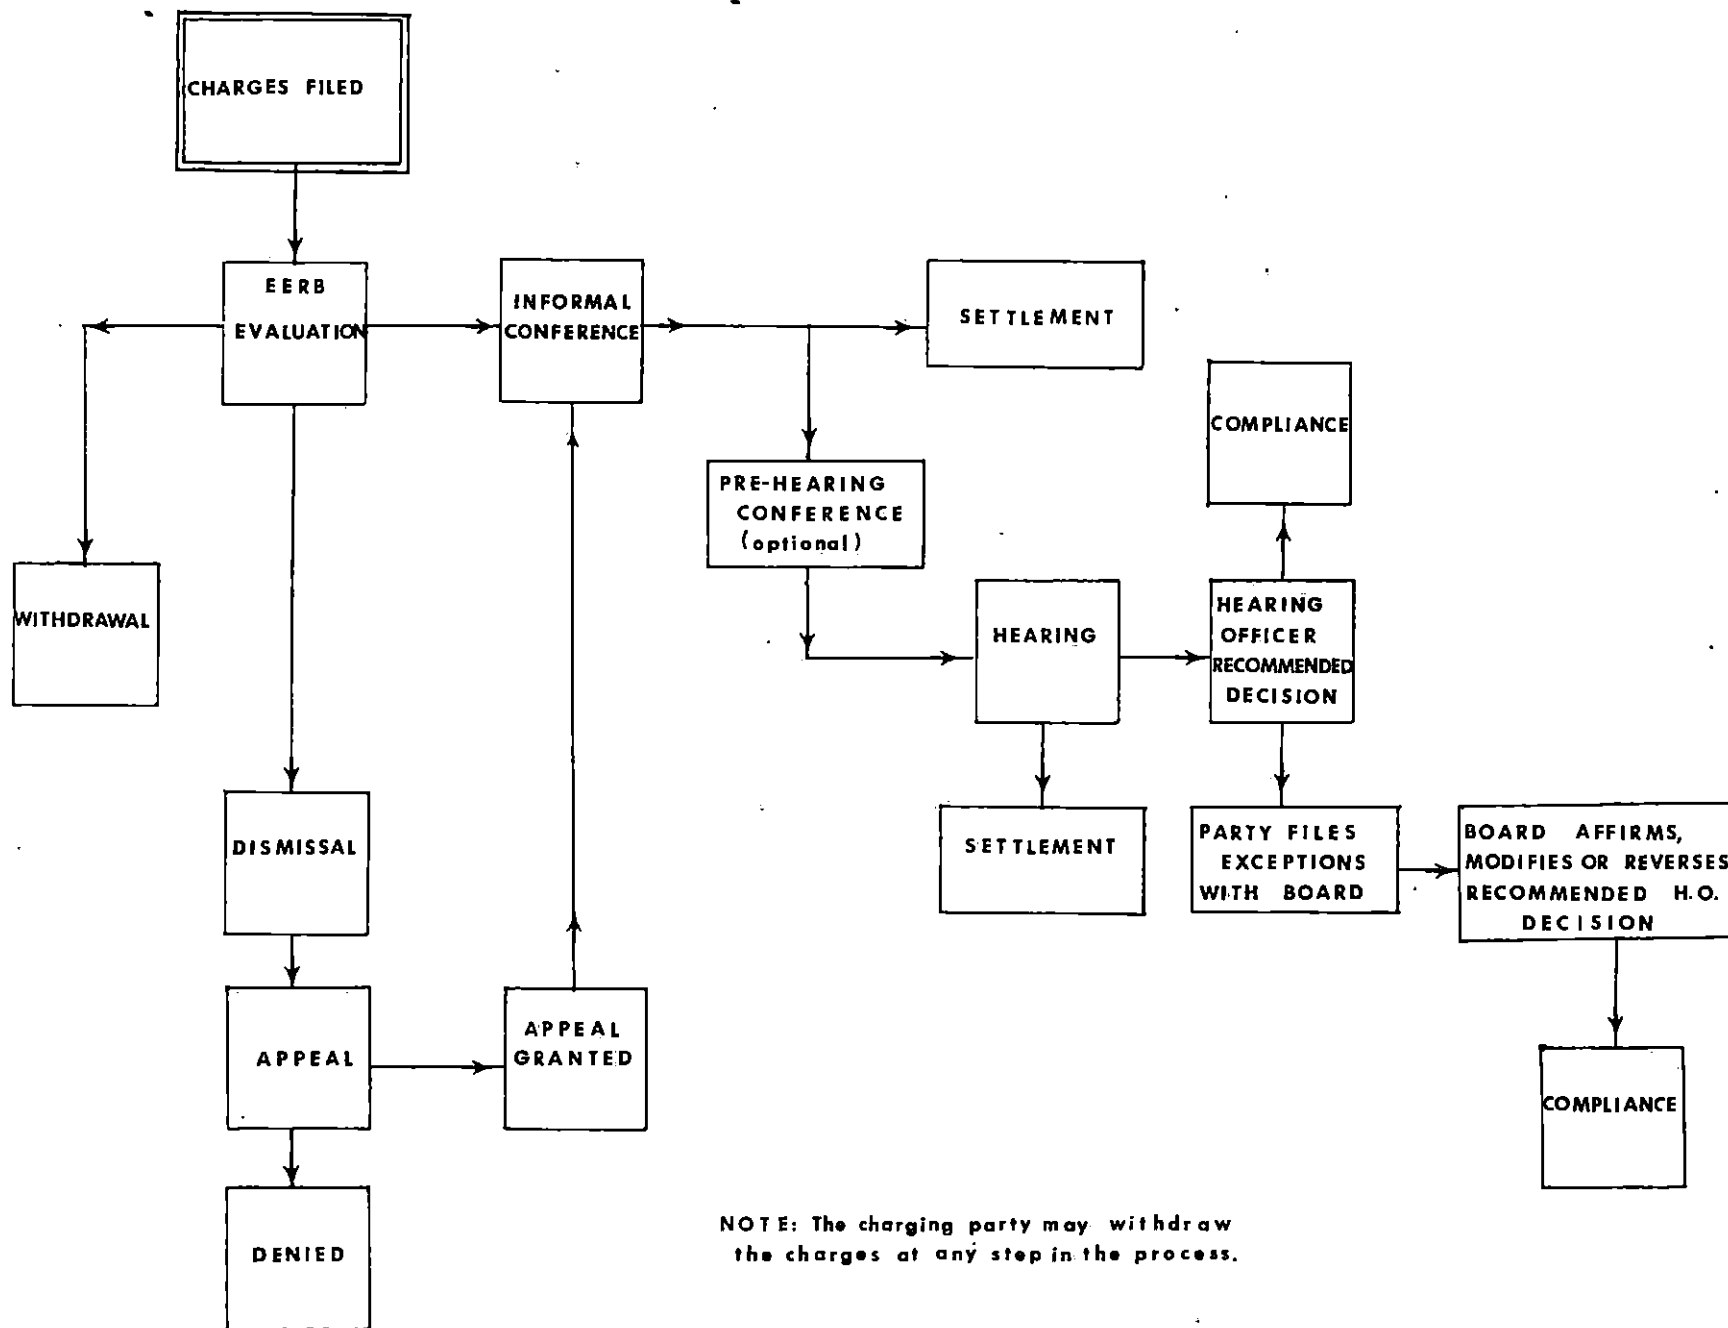 CHARGES FILED
EERB
EVALUATION
INFORMAL
CONFERENCE
SETTLEMENT
COMPLIANCE
PRE-HEARING
CONFERENCE
(optional)
WITHDRAWAL
HEARING
HEARING
OFFICER
RECOMMENDED
DECISION
DISMISSAL
SETTLEMENT
PARTY FILES
EXCEPTIONS
WITH BOARD
BOARD AFFIRMS,
MODIFIES OR REVERSES
RECOMMENDED H.O.
DECISION
APPEAL
APPEAL
GRANTED
COMPLIANCE
DENIED
NOTE: The charging party may withdraw
the charges at any step in the process.